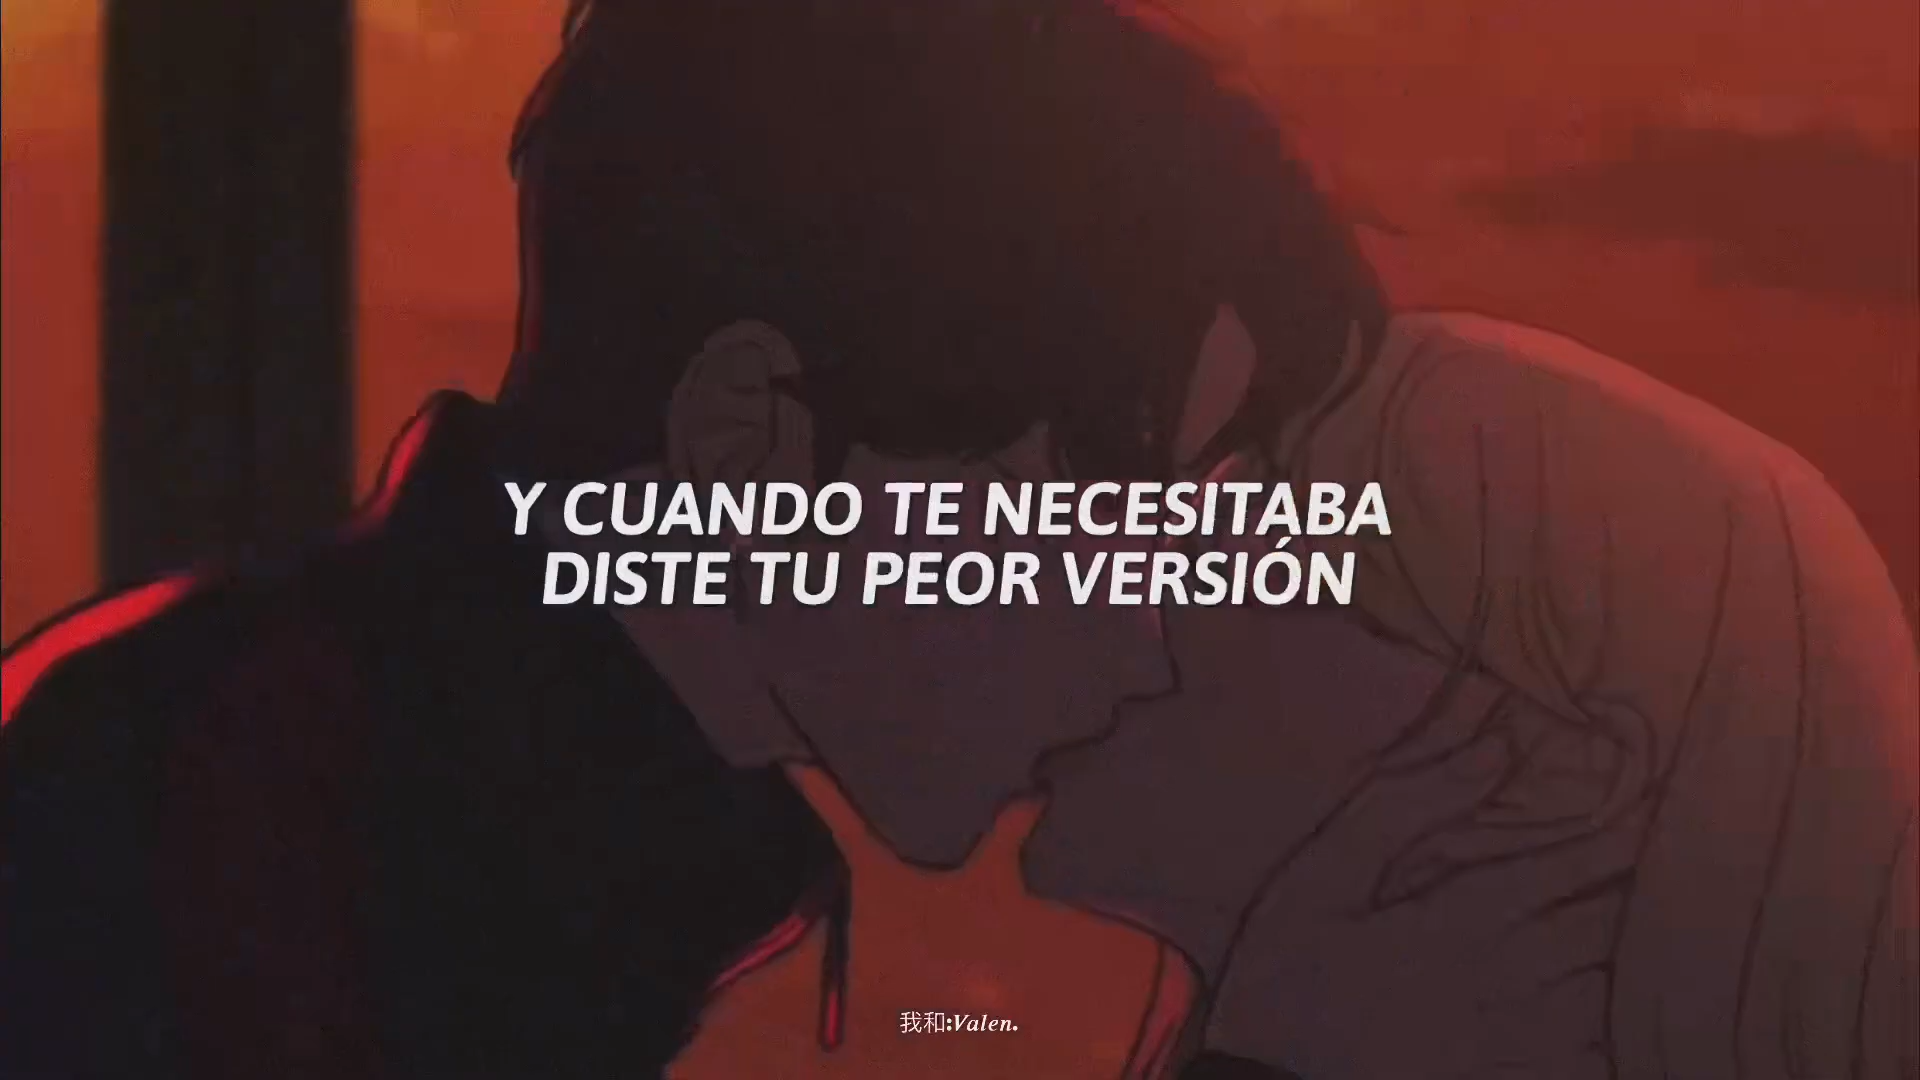 Y CUANDO TE NECESITABA
DISTE TU PEOR VERSIÓN
我和:Valen.